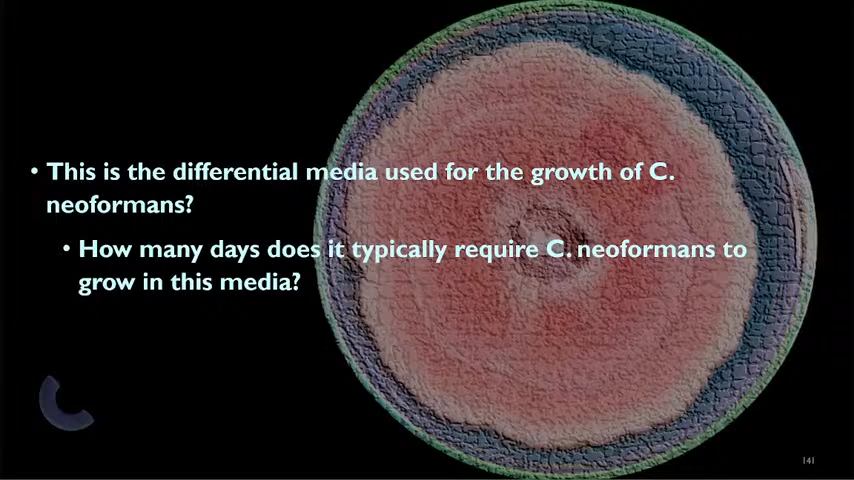 • This is the differential media used for the growth of C.
neoformans?
• How many days does it typically require C. neoformans to
grow in this media?
141